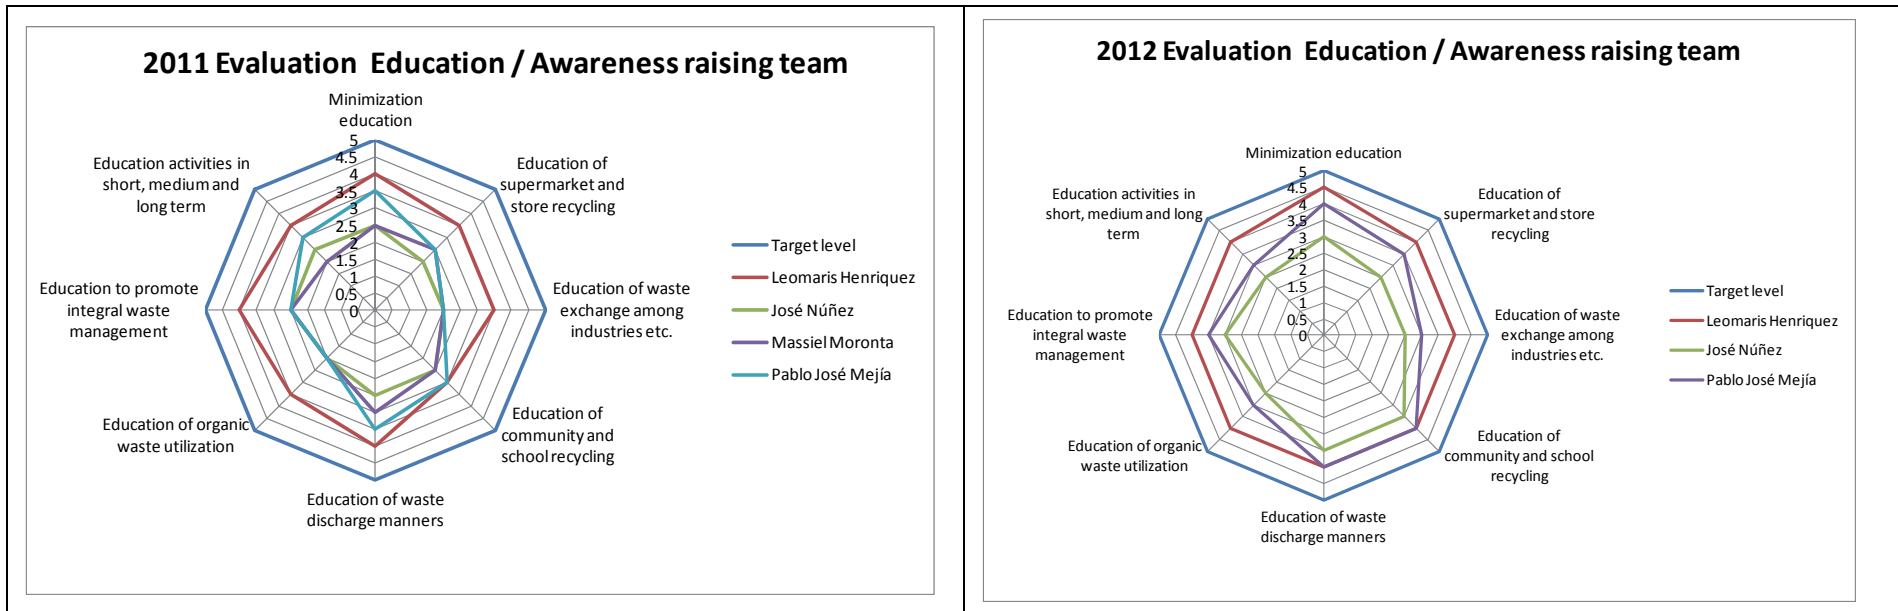 2011 Evaluation Education / Awareness raising team
Minimization
education
5
4.5
4
3.5
3
2.5
2
1.5
1
0.5
0
Education of
supermarket and
store recycling
Education of waste
exchange among
industries etc.
Education of
community and
school recycling
Education of waste
discharge manners
Education of organic
waste utilization
Education to promote
integral waste
management
Education activities in
short, medium and
long term
Target level
Leomaris Henriquez
José Núñez
Massiel Moronta
Pablo José Mejía
2012 Evaluation Education / Awareness raising team
Minimization education
5
4.5
4
3.5
3
2.5
2
1.5
1
0.5
0
Education of
supermarket and store
recycling
Education of waste
exchange among
industries etc.
Education of
community and school
recycling
Education of waste
discharge manners
Education of organic
waste utilization
Education to promote
integral waste
management
Education activities in
short, medium and long
term
Target level
Leomaris Henriquez
José Núñez
Pablo José Mejía